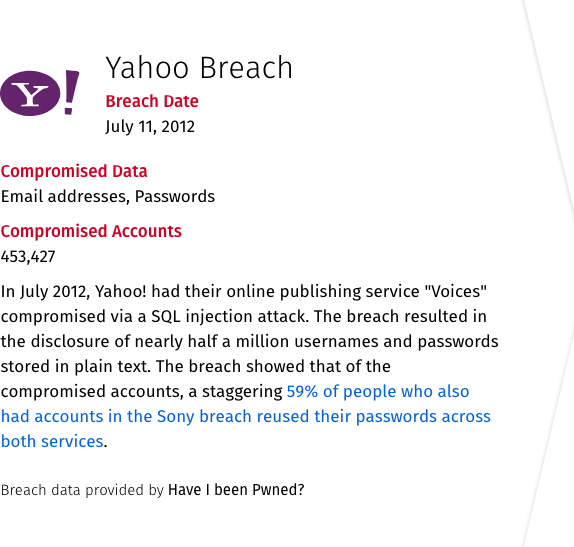 Y!
Yahoo Breach
Breach Date
July 11, 2012
Compromised Data
Email addresses, Passwords
Compromised Accounts
453,427
In July 2012, Yahoo! had their online publishing service "Voices"
compromised via a SQL injection attack. The breach resulted in
the disclosure of nearly half a million usernames and passwords
stored in plain text. The breach showed that of the
compromised accounts, a staggering 59% of people who also
had accounts in the Sony breach reused their passwords across
both services.
Breach data provided by Have I been Pwned?